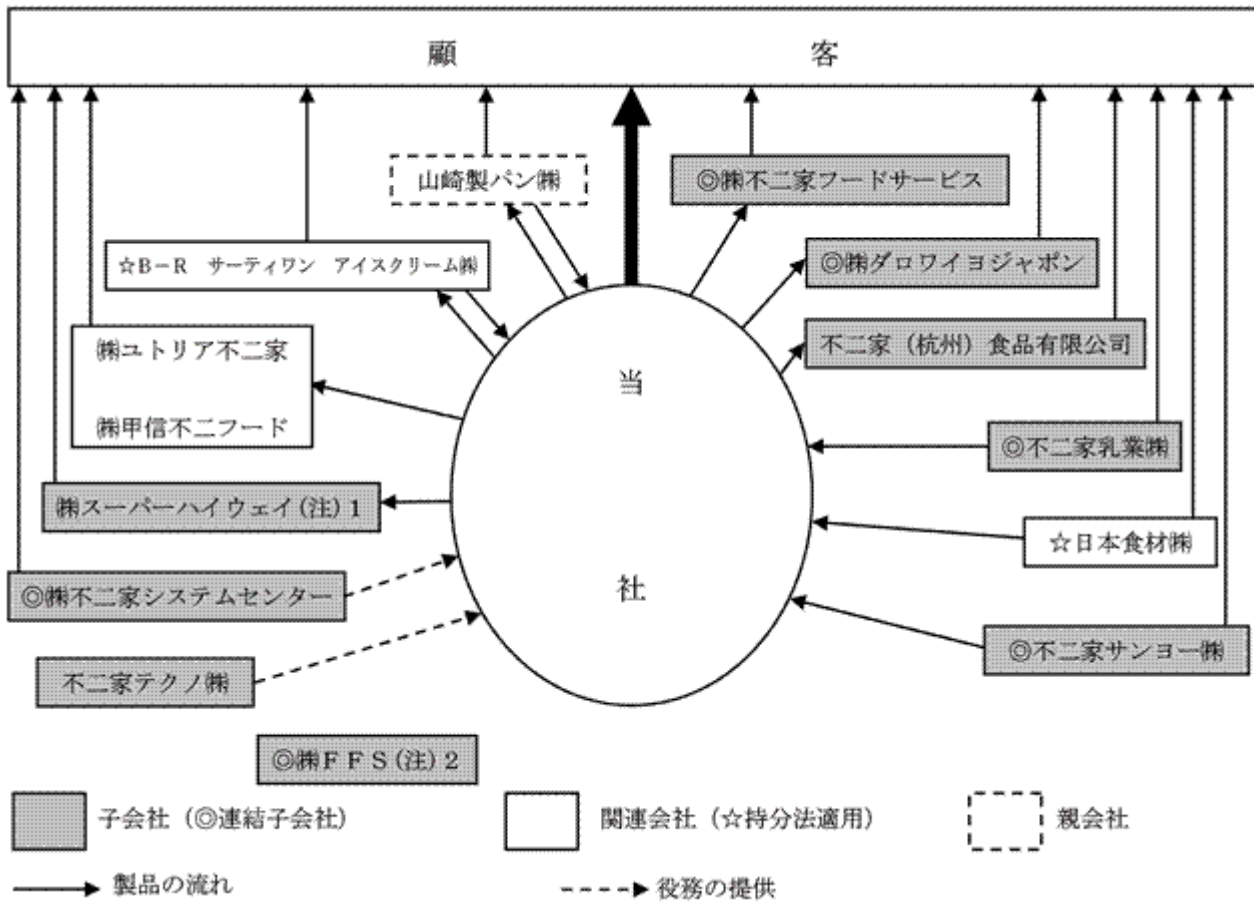 顧 客
山崎製パン㈱
◎㈱不二家フードサービス
☆B－R サーティワン アイスクリーム㈱
◎㈱ダロワイヨジャポン
㈱ユトリア不二家
不二家（杭州）食品有限公司
当
㈱甲信不二フード
◎不二家乳業㈱
㈱スーパーハイウェイ(注)１
☆日本食材㈱
◎㈱不二家システムセンター
社
◎不二家サンヨー㈱
不二家テクノ㈱
◎㈱ＦＦＳ(注)２
子会社（◎連結子会社）
関連会社（☆持分法適用）
親会社
製品の流れ
役務の提供